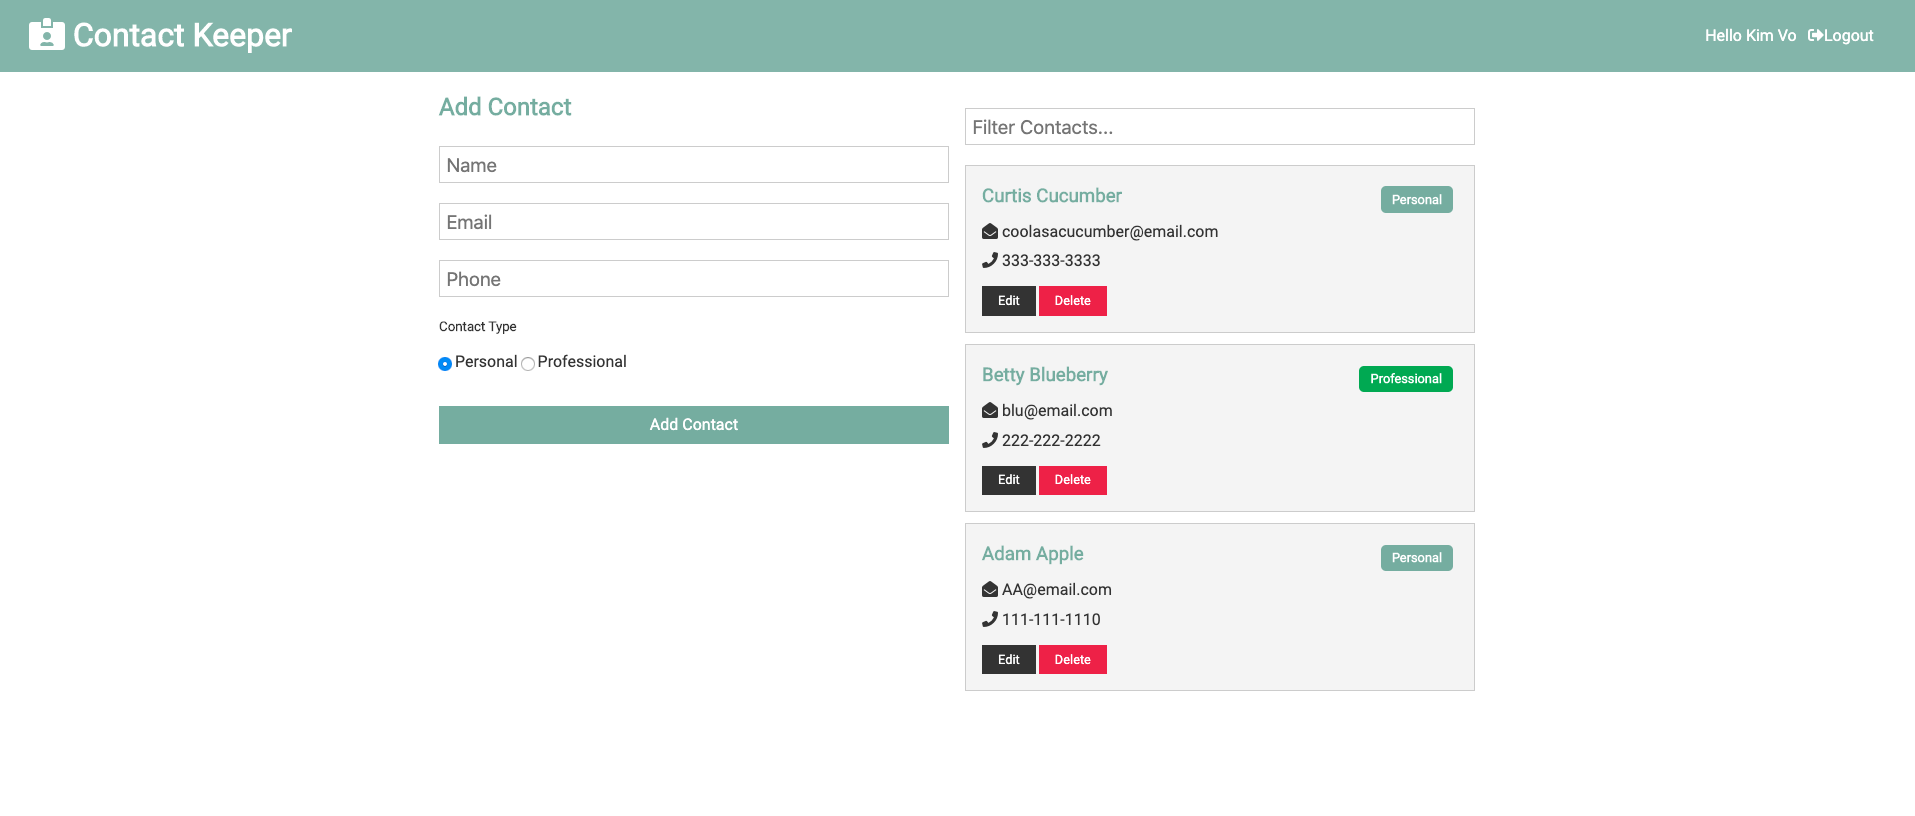 Contact Keeper
Hello Kim Vo Logout
Add Contact
Name
Email
Phone
Contact Type
Personal Professional
Add Contact
Filter Contacts...
Curtis Cucumber
Personal
coolasacucumber@email.com
333-333-3333
Edit Delete
Betty Blueberry
Professional
blu@email.com
222-222-2222
Edit Delete
Adam Apple
Personal
AA@email.com
111-111-1110
Edit Delete